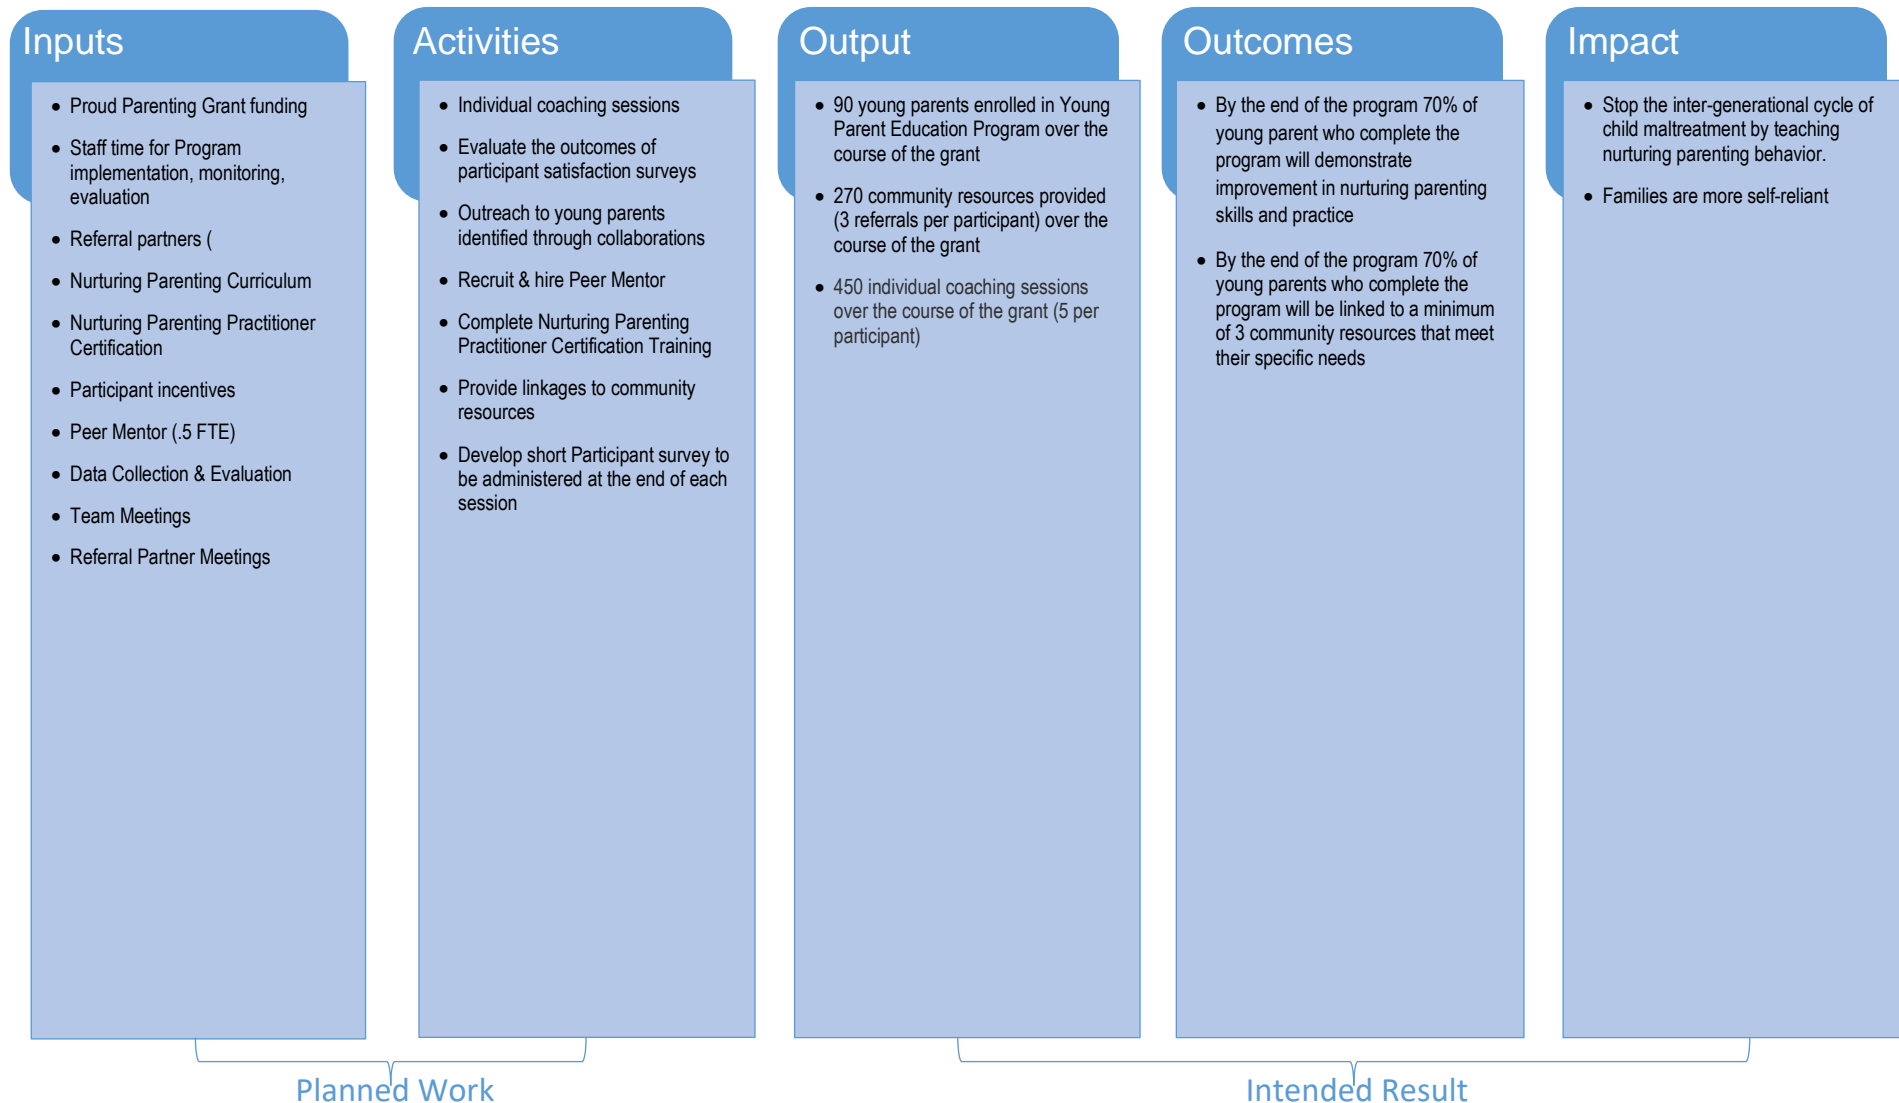 Inputs
• Proud Parenting Grant funding
• Staff time for Program
implementation, monitoring,
evaluation
• Referral partners (
• Nurturing Parenting Curriculum
• Nurturing Parenting Practitioner
Certification
• Participant incentives
• Peer Mentor (.5 FTE)
• Data Collection & Evaluation
• Team Meetings
• Referral Partner Meetings
Activities
• Individual coaching sessions
• Evaluate the outcomes of
participant satisfaction surveys
• Outreach to young parents
identified through collaborations
• Recruit & hire Peer Mentor
• Complete Nurturing Parenting
Practitioner Certification Training
• Provide linkages to community
resources
• Develop short Participant survey to
be administered at the end of each
session
Output
• 90 young parents enrolled in Young
Parent Education Program over the
course of the grant
• 270 community resources provided
(3 referrals per participant) over the
course of the grant
• 450 individual coaching sessions
over the course of the grant (5 per
participant)
Outcomes
• By the end of the program 70% of
young parent who complete the
program will demonstrate
improvement in nurturing parenting
skills and practice
• By the end of the program 70% of
young parents who complete the
program will be linked to a minimum
of 3 community resources that meet
their specific needs
Impact
• Stop the inter-generational cycle of
child maltreatment by teaching
nurturing parenting behavior.
• Families are more self-reliant
Planned Work
Intended Result